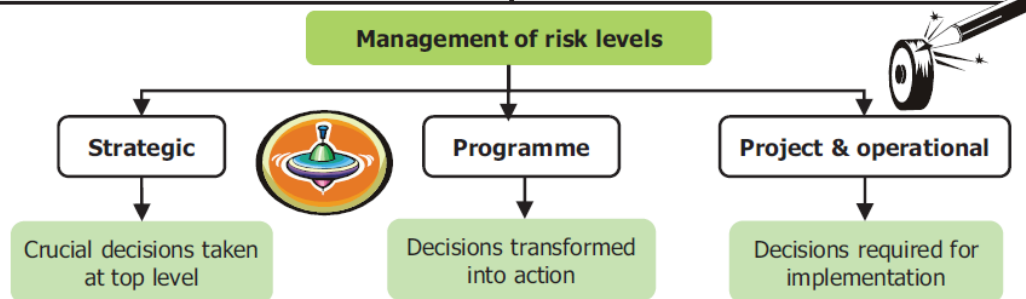 Management of risk levels
Strategic
Programme
Project & operational
Crucial decisions taken
at top level
Decisions transformed
into action
Decisions required for
implementation